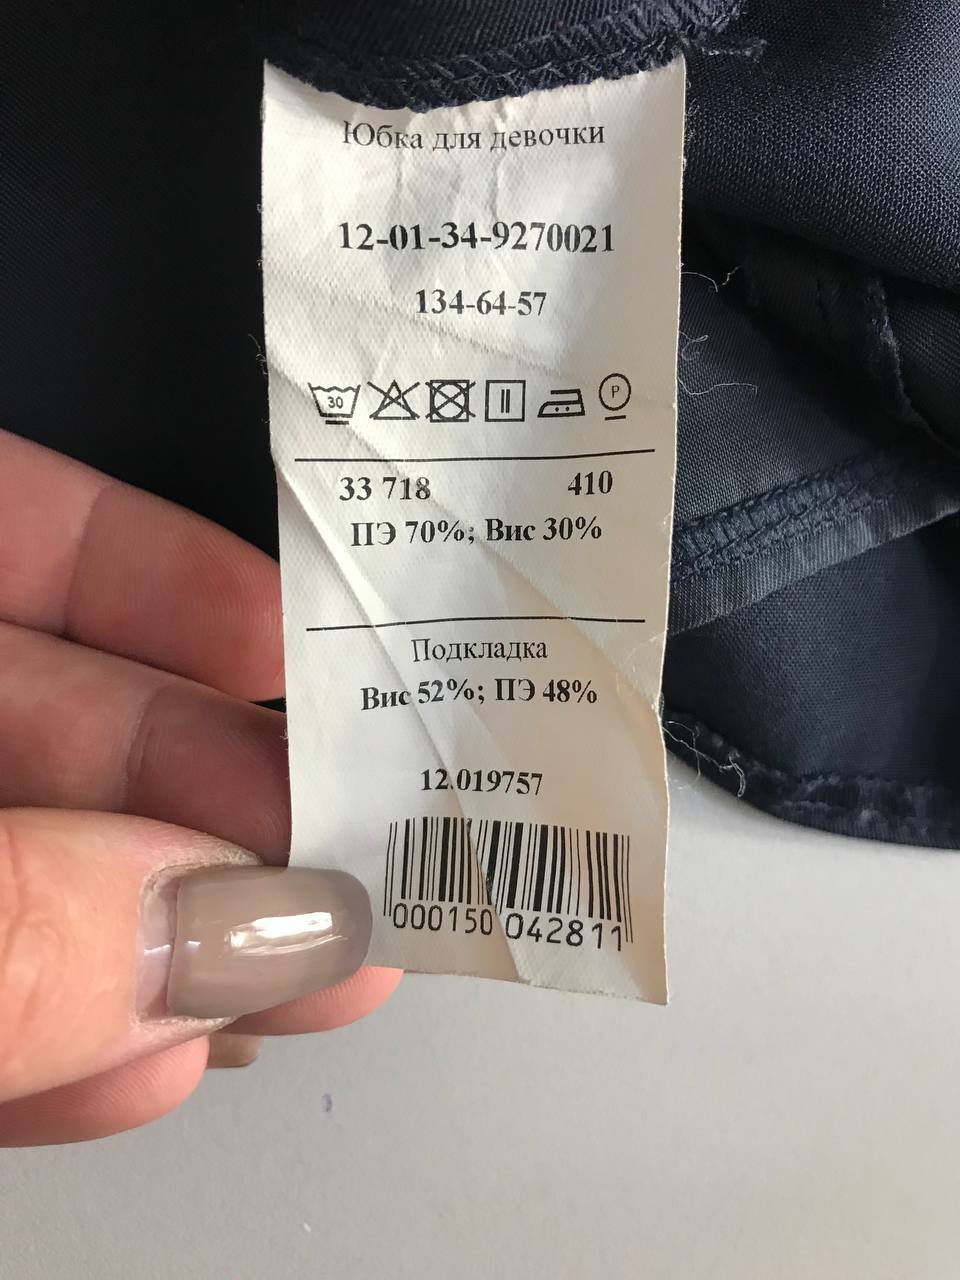 Юбка для девочки
12-01-34-9270021
134-64-57
30 P
33 718 410
ПЭ 70%; Вис 30%
Подкладка
Вис 52%; ПЭ 48%
12.019757
000150 042811